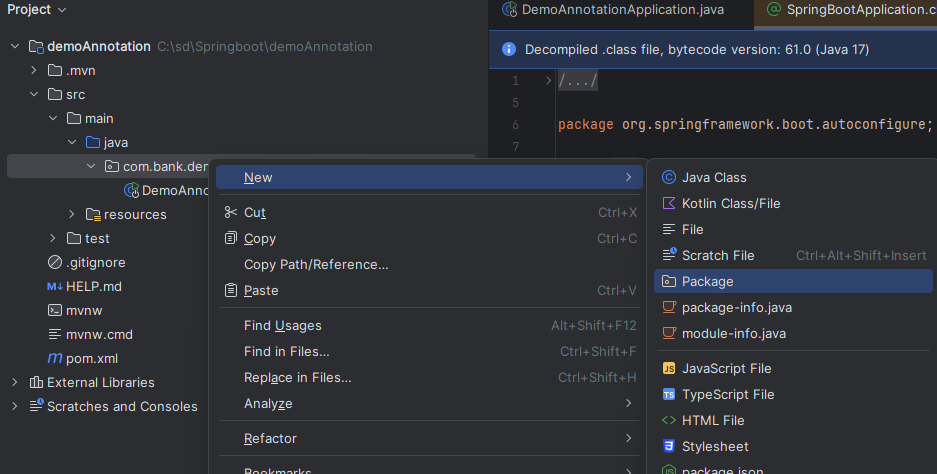 Project
DemoAnnotationApplication.java
SpringBootApplication.c
demoAnnotation C:\sd\Springboot\demoAnnotation
Decompiled .class file, bytecode version: 61.0 (Java 17)
.mvn
src
main
java
com.bank.der
DemoAnno
resources
test
.gitignore
M↓ HELP.md
mvnw
mvnw.cmd
m pom.xml
External Libraries
Scratches and Consoles
1 /.../
5
6 package org.springframework.boot.autoconfigure;
7
New
Cut Ctrl+X
Copy Ctrl+C
Copy Path/Reference...
Paste Ctrl+V
Find Usages Alt+Shift+F12
Find in Files... Ctrl+Shift+F
Replace in Files... Ctrl+Shift+H
Analyze
Refactor
Bookmarks
Java Class
Kotlin Class/File
File
Scratch File Ctrl+Alt+Shift+Insert
Package
package-info.java
module-info.java
JS JavaScript File
TS TypeScript File
HTML File
Stylesheet
package.json